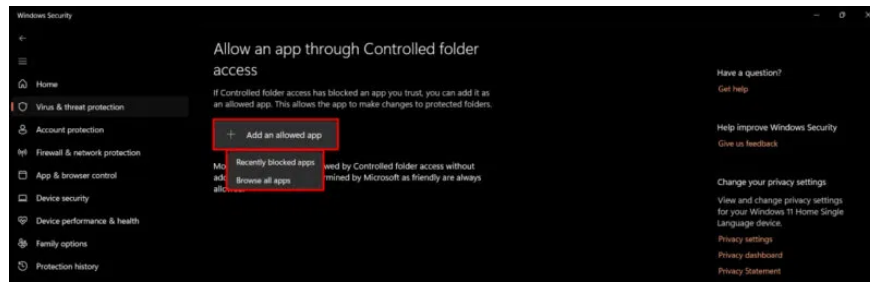 Windows Security
Home
Virus & threat protection
Account protection
Firewall & network protection
App & browser control
Device security
Device performance & health
Family options
Protection history
Allow an app through Controlled folder
access
If Controlled folder access has blocked an app you trust, you can add it as
an allowed app. This allows the app to make changes to protected folders.
+ Add an allowed app
Recently blocked apps
Browse all apps
Mo
wed by Controlled folder access without
add
rmined by Microsoft as friendly are always
Have a question?
Get help
Help improve Windows Security
Give us feedback
Change your privacy settings
View and change privacy settings
for your Windows 11 Home Single
Language device.
Privacy settings
Privacy dashboard
Privacy Statement